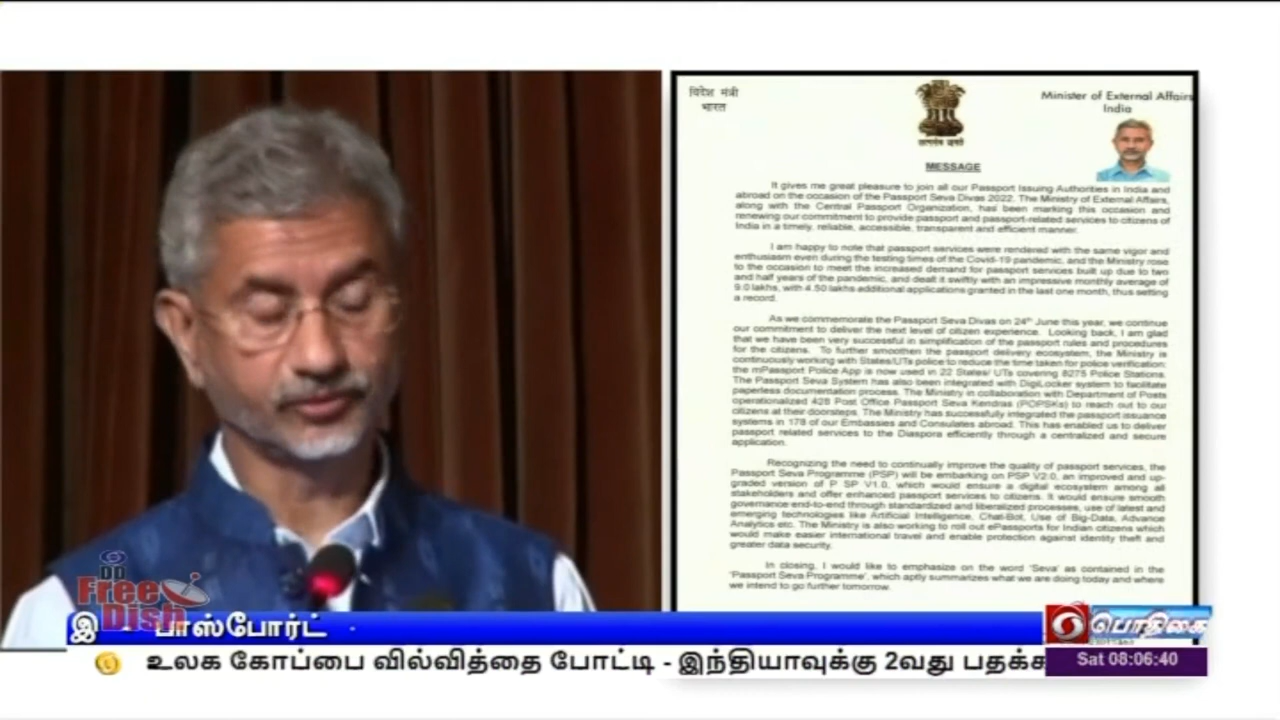 विदेश मंत्री
भारत
सत्यमेव जयते
Minister of External Affairs
India
MESSAGE
It gives me great pleasure to join all our Passport Issuing Authorities in India and
abroad on the occasion of the Passport Seva Divas 2022. The Ministry of External Affairs,
along with the Central Passport Organization, has been marking this occasion and
renewing our commitment to provide passport and passport-related services to citizens of
India in a timely, reliable, accessible, transparent and efficient manner.
I am happy to note that passport services were rendered with the same vigor and
enthusiasm even during the testing times of the Covid-19 pandemic, and the Ministry rose
to the occasion to meet the increased demand for passport services built up due to two
and half years of the pandemic, and dealt it swiftly with an impressive monthly average of
9.0 lakhs, with 4.50 lakhs additional applications granted in the last one month, thus setting
a record.
As we commemorate the Passport Seva Divas on 24th June this year, we continue
our commitment to deliver the next level of citizen experience. Looking back, I am glad
that we have been very successful in simplification of the passport rules and procedures
for the citizens. To further smoothen the passport delivery ecosystem, the Ministry is
continuously working with States/UTs police to reduce the time taken for police verification:
the mPassport Police App is now used in 22 States/ UTs covering 8275 Police Stations.
The Passport Seva System has also been integrated with DigiLocker system to facilitate
paperless documentation process. The Ministry in collaboration with Department of Posts
operationalized 428 Post Office Passport Seva Kendras (POPSKs) to reach out to our
citizens at their doorsteps. The Ministry has successfully integrated the passport issuance
systems in 178 of our Embassies and Consulates abroad. This has enabled us to deliver
passport related services to the Diaspora efficiently through a centralized and secure
application.
Recognizing the need to continually improve the quality of passport services, the
Passport Seva Programme (PSP) will be embarking on PSP V2.0, an improved and up-
graded version of P SP V1.0, which would ensure a digital ecosystem among all
stakeholders and offer enhanced passport services to citizens. It would ensure smooth
governance end-to-end through standardized and liberalized processes, use of latest and
emerging technologies like Artificial Intelligence, Chat-Bot, Use of Big-Data, Advance
Analytics etc. The Ministry is also working to roll out ePassports for Indian citizens which
would make easier international travel and enable protection against identity theft and
greater data security.
In closing, I would like to emphasize on the word 'Seva' as contained in the
'Passport Seva Programme', which aptly summarizes what we are doing today and where
we intend to go further tomorrow.
DD
Free
Dish
இ - பாஸ்போர்ட்
பொதிகை
Sat 08:06:40
உலக கோப்பை வில்வித்தை போட்டி - இந்தியாவுக்கு 2வது பதக்க